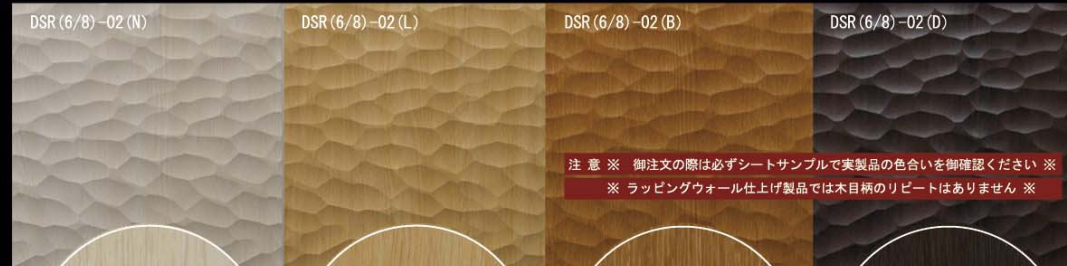 DSR(6/8)-02(N)
DSR(6/8)-02(L)
DSR(6/8)-02(B)
DSR(6/8)-02(D)
注 意 ※ 御注文の際は必ずシートサンプルで実製品の色合いを御確認ください ※
※ ラッピングウォール仕上げ製品では木目柄のリピートはありません ※